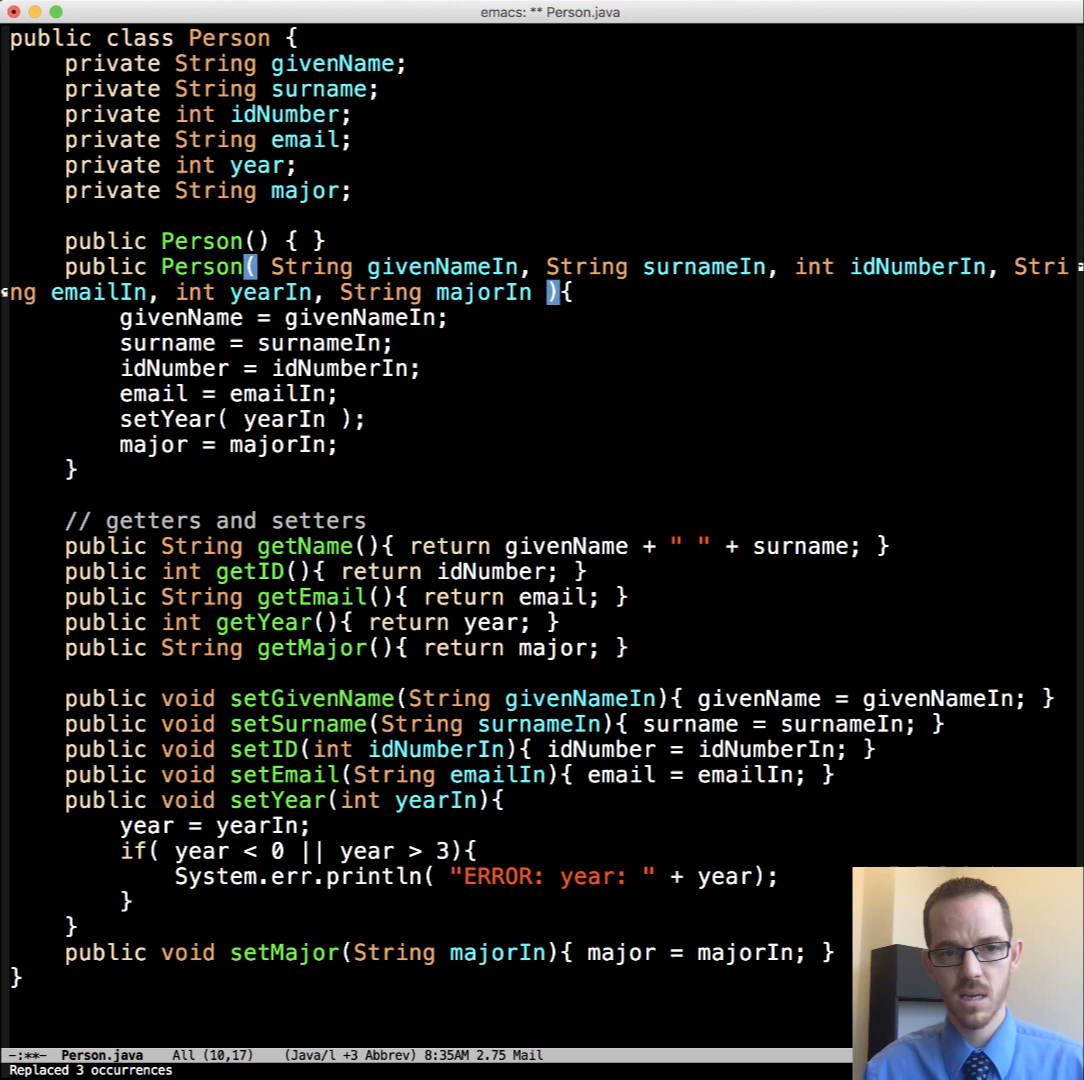 emacs: ** Person.java
public class Person {
    private String givenName;
    private String surname;
    private int idNumber;
    private String email;
    private int year;
    private String major;

    public Person() { }
    public Person( String givenNameIn, String surnameIn, int idNumberIn, Stri
ng emailIn, int yearIn, String majorIn ){
        givenName = givenNameIn;
        surname = surnameIn;
        idNumber = idNumberIn;
        email = emailIn;
        setYear( yearIn );
        major = majorIn;
    }

    // getters and setters
    public String getName(){ return givenName + " " + surname; }
    public int getID(){ return idNumber; }
    public String getEmail(){ return email; }
    public int getYear(){ return year; }
    public String getMajor(){ return major; }

    public void setGivenName(String givenNameIn){ givenName = givenNameIn; }
    public void setSurname(String surnameIn){ surname = surnameIn; }
    public void setID(int idNumberIn){ idNumber = idNumberIn; }
    public void setEmail(String emailIn){ email = emailIn; }
    public void setYear(int yearIn){
        year = yearIn;
        if( year < 0 || year > 3){
            System.err.println( "ERROR: year: " + year);
        }
    }
    public void setMajor(String majorIn){ major = majorIn; }
}
-:**-  Person.java    All (10,17)    (Java/l +3 Abbrev) 8:35AM 2.75 Mail
Replaced 3 occurrences